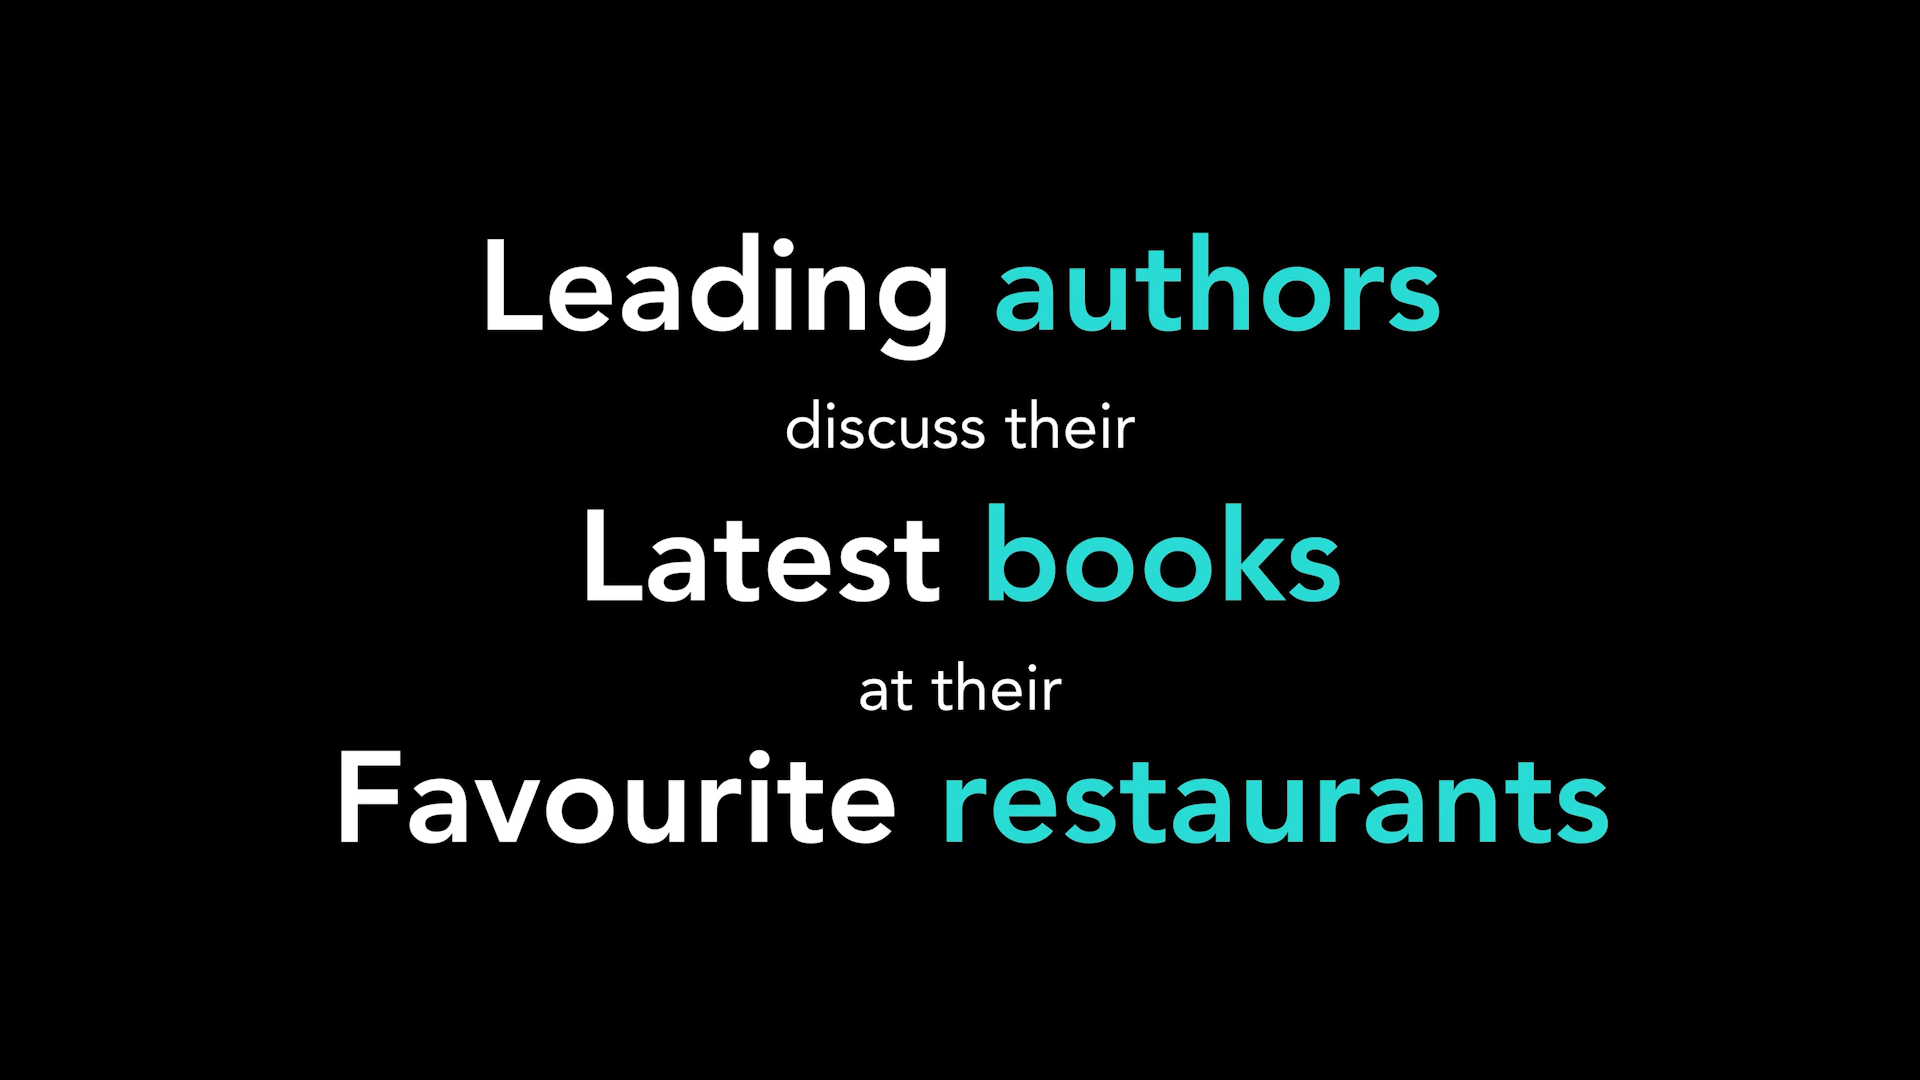 Leading authors
discuss their
Latest books
at their
Favourite restaurants